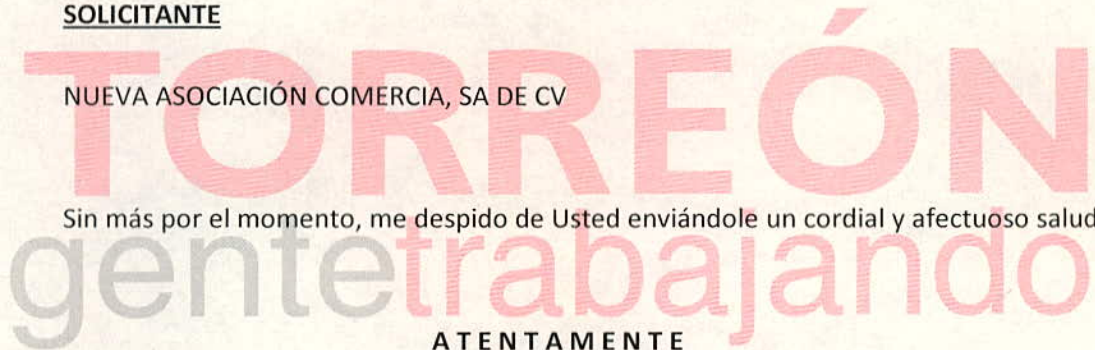 SOLICITANTE
TORREÓN
NUEVA ASOCIACIÓN COMERCIA, SA DE CV
Sin más por el momento, me despido de Usted enviándole un cordial y afectuoso salud
gentetrabajando
ATENTAMENTE